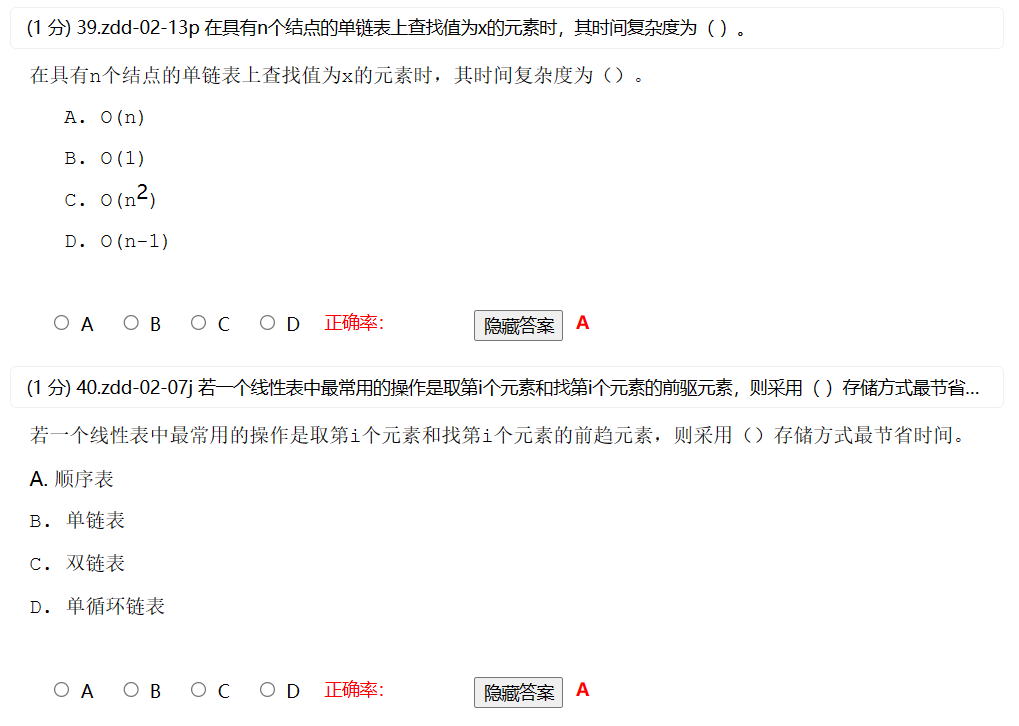 (1 分) 39.zdd-02-13p 在具有n个结点的单链表上查找值为x的元素时，其时间复杂度为（ ）。
在具有n个结点的单链表上查找值为x的元素时，其时间复杂度为（）。
A. O(n)
B. O(1)
C. O(n²)
D. O(n-1)
A B C D 正确率： 隐藏答案 A
(1 分) 40.zdd-02-07j 若一个线性表中最常用的操作是取第i个元素和找第i个元素的前驱元素，则采用（ ）存储方式最节省...
若一个线性表中最常用的操作是取第i个元素和找第i个元素的前趋元素，则采用（）存储方式最节省时间。
A. 顺序表
B. 单链表
C. 双链表
D. 单循环链表
A B C D 正确率： 隐藏答案 A